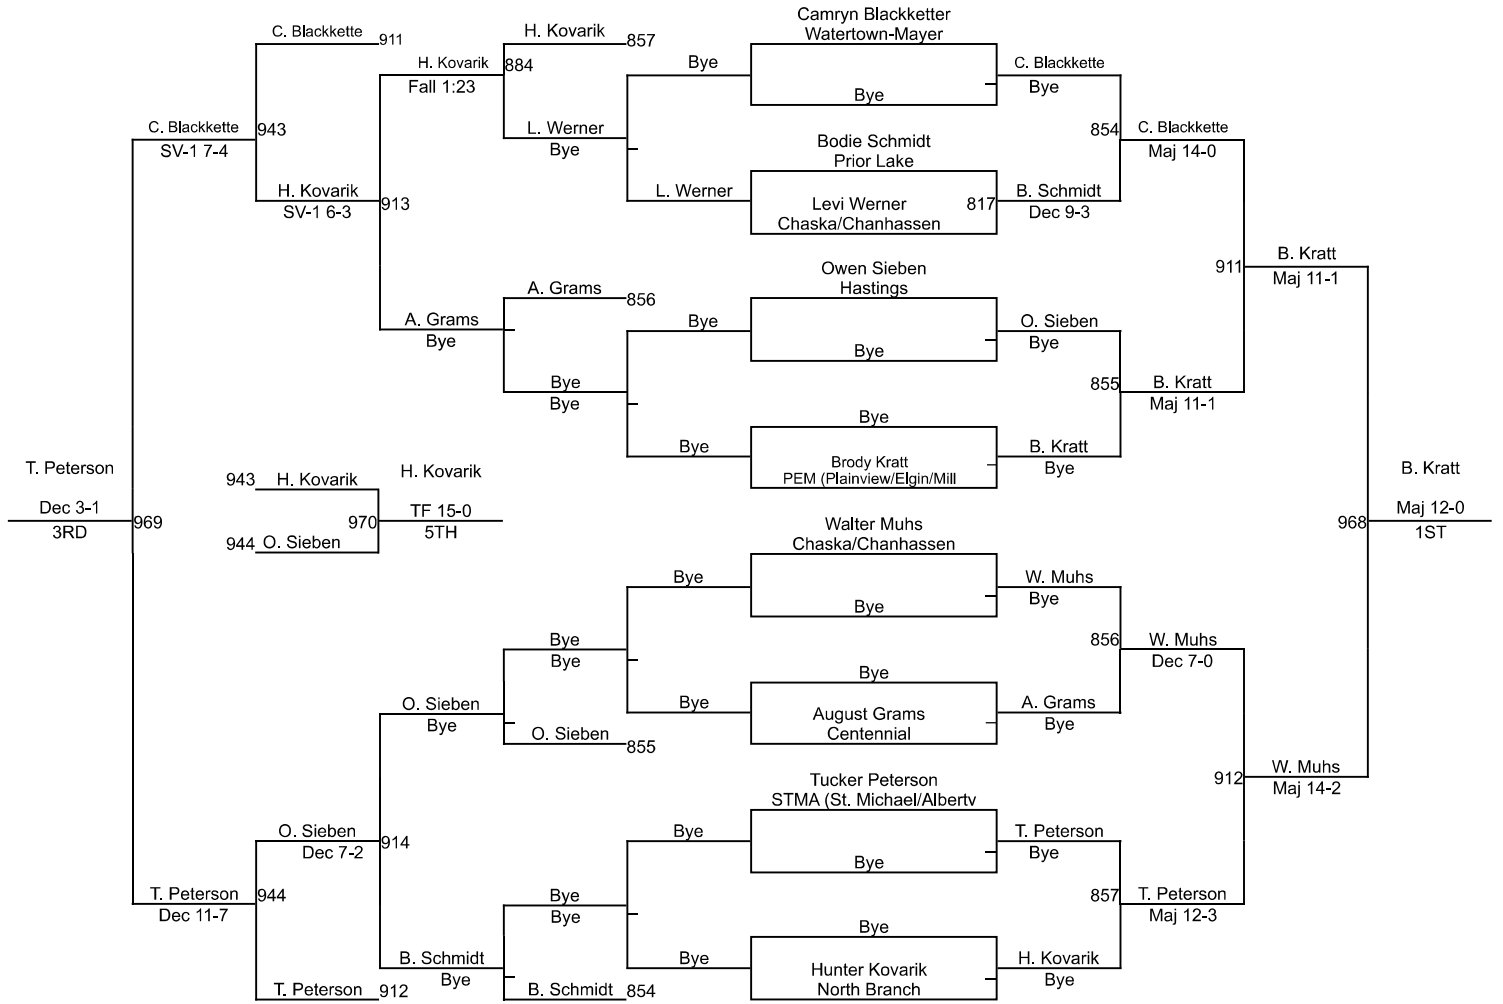 Camryn Blackketter
Watertown-Mayer
C. Blackkette 911
H. Kovarik 857
H. Kovarik 884
Fall 1:23
Bye
Bye
C. Blackkette
Bye
C. Blackkette 943
SV-1 7-4
L. Werner
Bye
Bodie Schmidt
Prior Lake
854 C. Blackkette
Maj 14-0
H. Kovarik 913
SV-1 6-3
L. Werner
Levi Werner 817
Chaska/Chanhassen
B. Schmidt
Dec 9-3
Owen Sieben
Hastings
911 B. Kratt
Maj 11-1
A. Grams 856
A. Grams
Bye
Bye
Bye
O. Sieben
Bye
Bye
Bye
855 B. Kratt
Maj 11-1
Bye
Bye
Brody Kratt
PEM (Plainview/Elgin/Mill
B. Kratt
Bye
T. Peterson
Dec 3-1
969
3RD
943 H. Kovarik
944 O. Sieben
H. Kovarik
970 TF 15-0
5TH
B. Kratt
Maj 12-0
968
1ST
Walter Muhs
Chaska/Chanhassen
Bye
Bye
W. Muhs
Bye
Bye
Bye
856 W. Muhs
Dec 7-0
O. Sieben
Bye
O. Sieben 855
Bye
Bye
August Grams
Centennial
A. Grams
Bye
Tucker Peterson
STMA (St. Michael/Albertv
912 W. Muhs
Maj 14-2
O. Sieben 914
Dec 7-2
Bye
Bye
T. Peterson
Bye
T. Peterson 944
Dec 11-7
Bye
Bye
857 T. Peterson
Maj 12-3
B. Schmidt
Bye
Bye
Bye
Hunter Kovarik
North Branch
H. Kovarik
Bye
T. Peterson 912
B. Schmidt 854